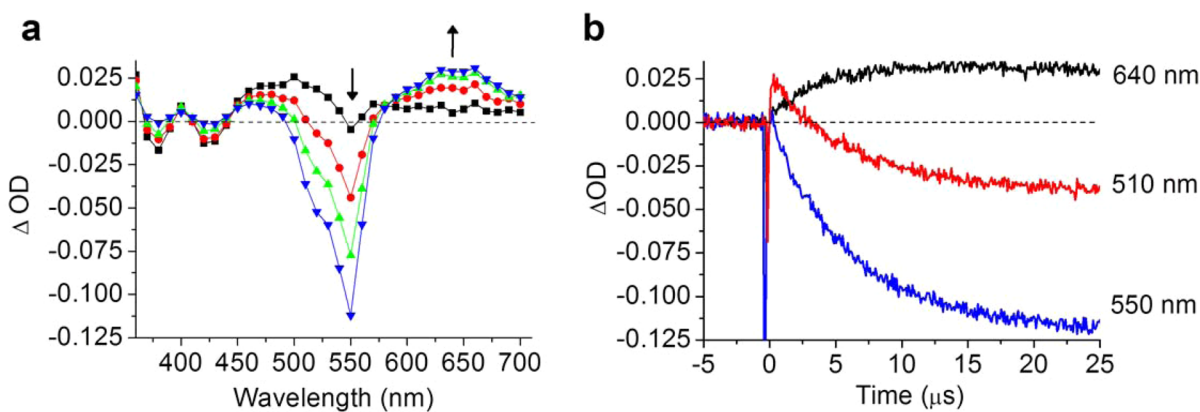 a
0.025
0.000
-0.025
-0.050
-0.075
-0.100
-0.125
Δ OD
400 450 500 550 600 650 700
Wavelength (nm)
b
0.025
0.000
-0.025
-0.050
-0.075
-0.100
-0.125
ΔOD
-5 0 5 10 15 20 25
Time (μs)
640 nm
510 nm
550 nm